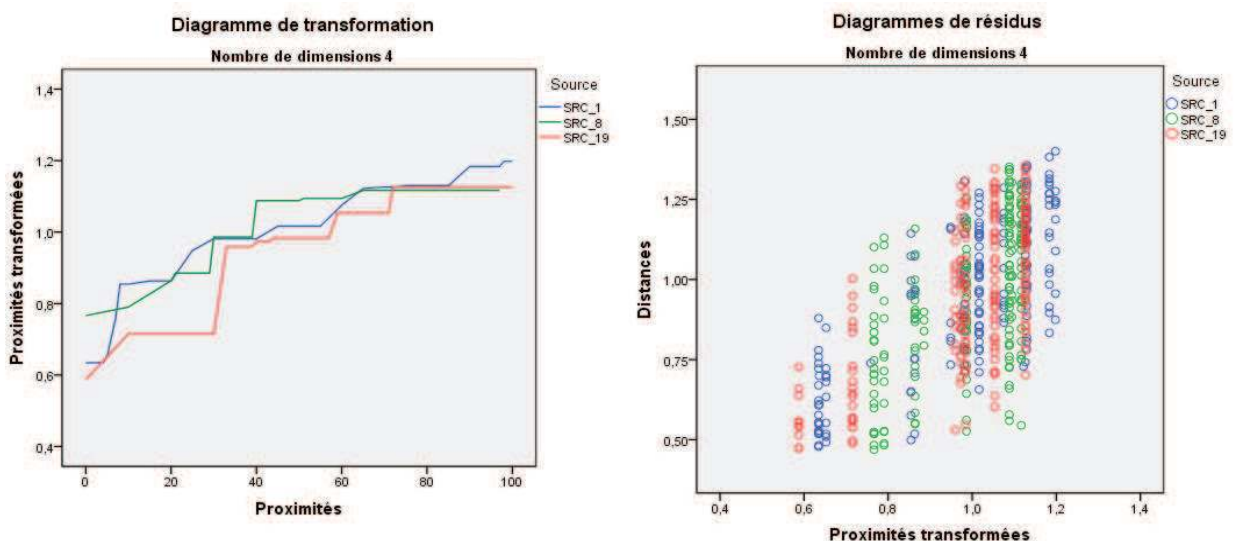 Diagramme de transformation
Nombre de dimensions 4
Source
SRC_1
SRC_8
SRC_19
Proximités transformées
1,4
1,2
1,0
0,8
0,6
0,4
0
20
40
60
80
100
Proximités
Diagrammes de résidus
Nombre de dimensions 4
Source
SRC_1
SRC_8
SRC_19
Distances
1,50
1,25
1,00
0,75
0,50
0,4
0,6
0,8
1,0
1,2
1,4
Proximités transformées